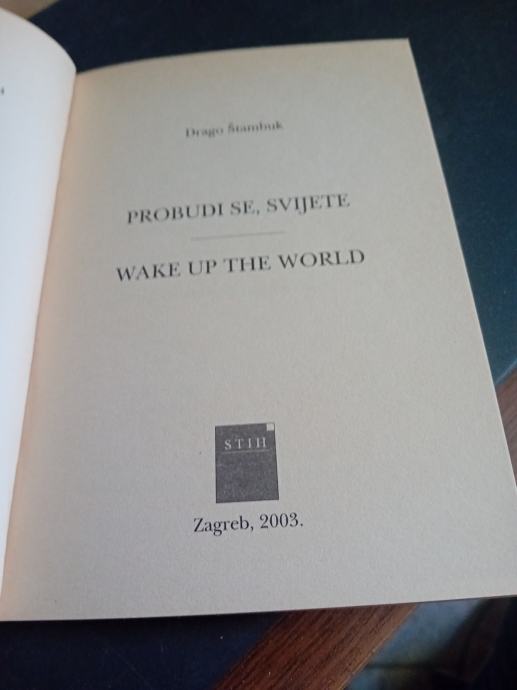 Drago Štambuk
PROBUDI SE, SVIJETE
WAKE UP THE WORLD
STIH
Zagreb, 2003.